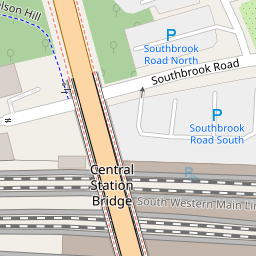 lson Hill
P
Southbrook
Road North
Southbrook Road
P
Southbrook
Road South
P
Central
Station
Bridge
South Western Main Lin